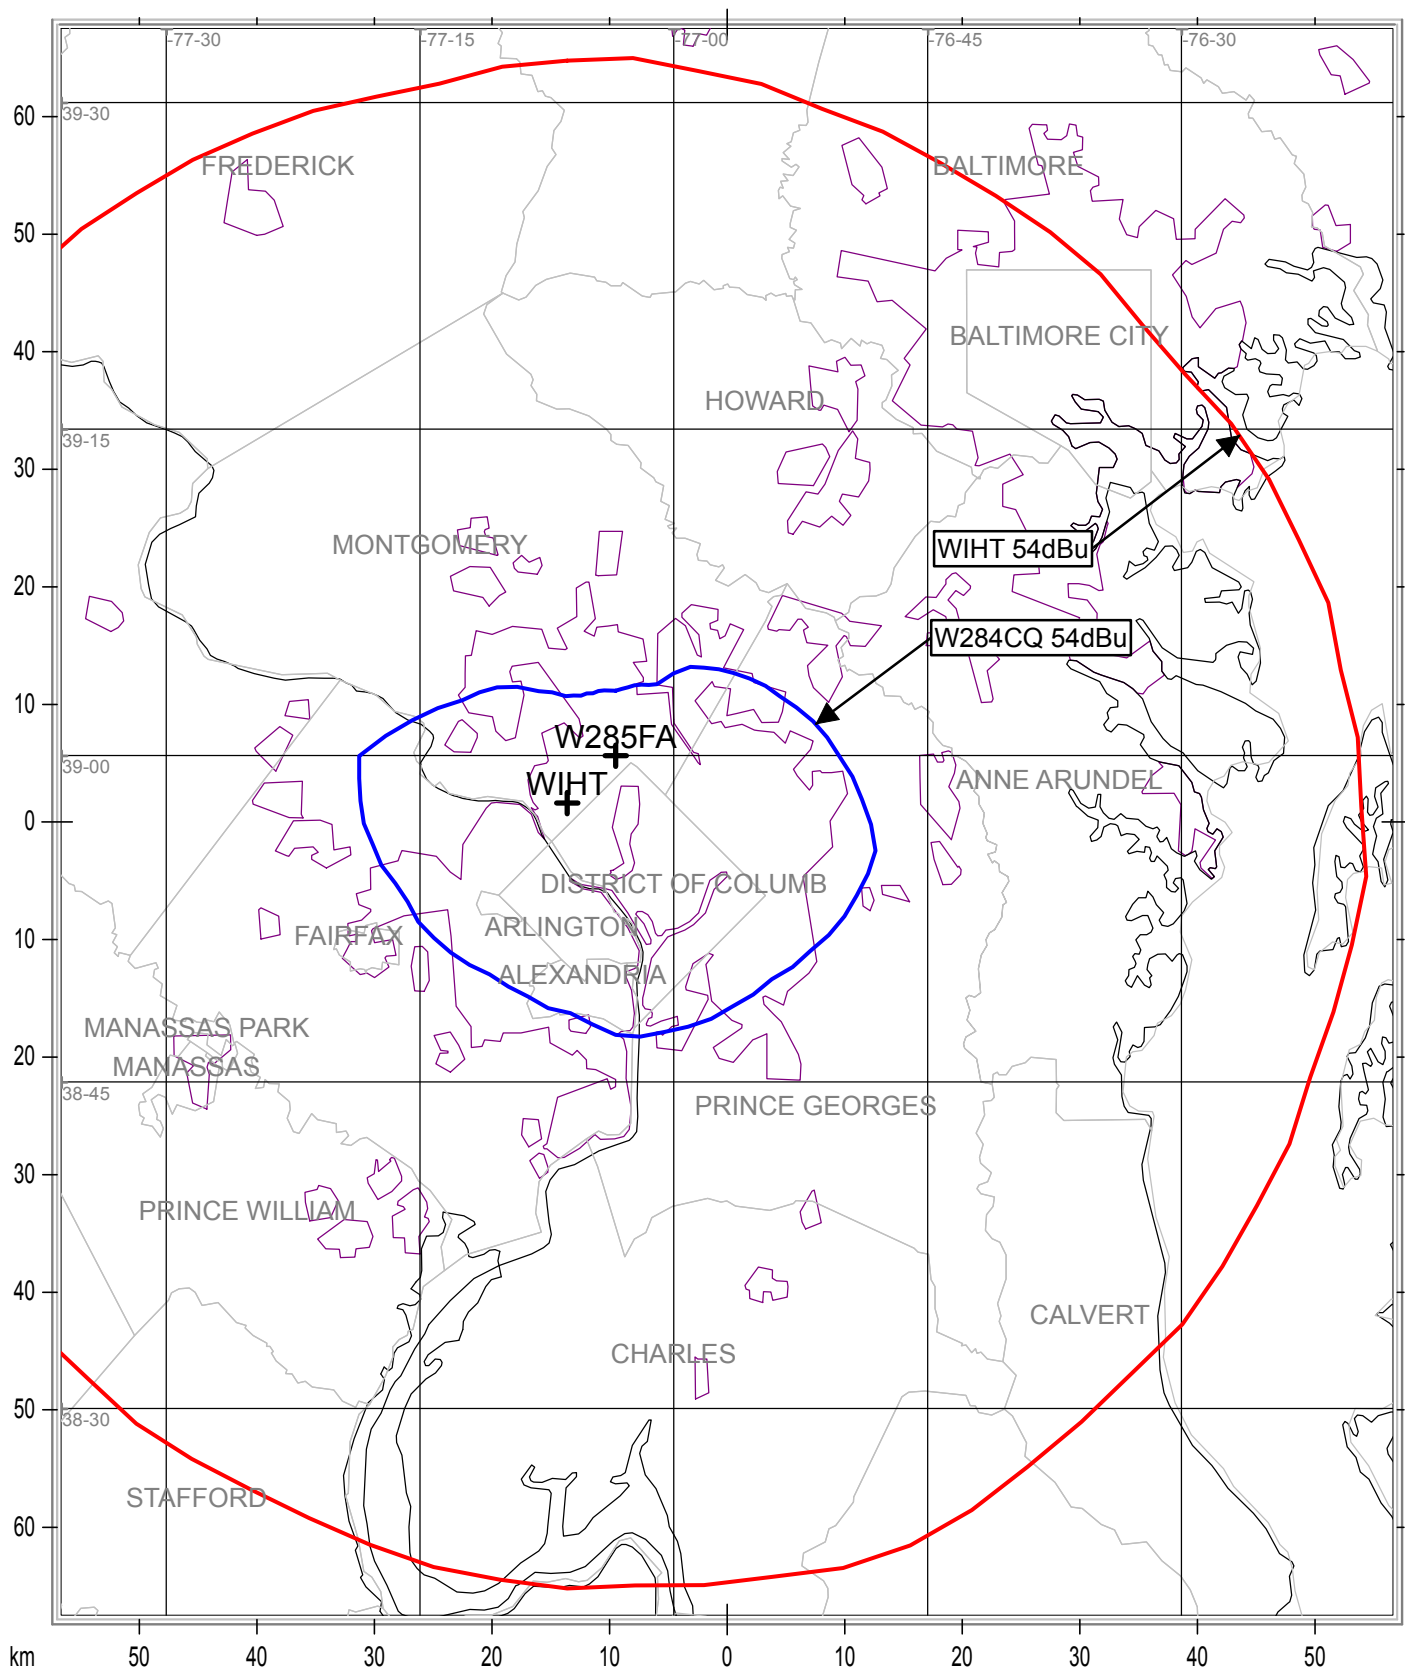 -77-30
-77-15
-77-00
-76-45
-76-30
60
39-30
FREDERICK
BALTIMORE
50
40
BALTIMORE CITY
HOWARD
39-15
30
MONTGOMERY
WIHT 54dBu
20
W284CQ 54dBu
10
W285FA
39-00
WIHT
ANNE ARUNDEL
0
DISTRICT OF COLUMB
ARLINGTON
FAIRFAX
10
ALEXANDRIA
MANASSAS PARK
20
MANASSAS
38-45
PRINCE GEORGES
30
PRINCE WILLIAM
40
CALVERT
CHARLES
50
38-30
STAFFORD
60
km 50 40 30 20 10 0 10 20 30 40 50